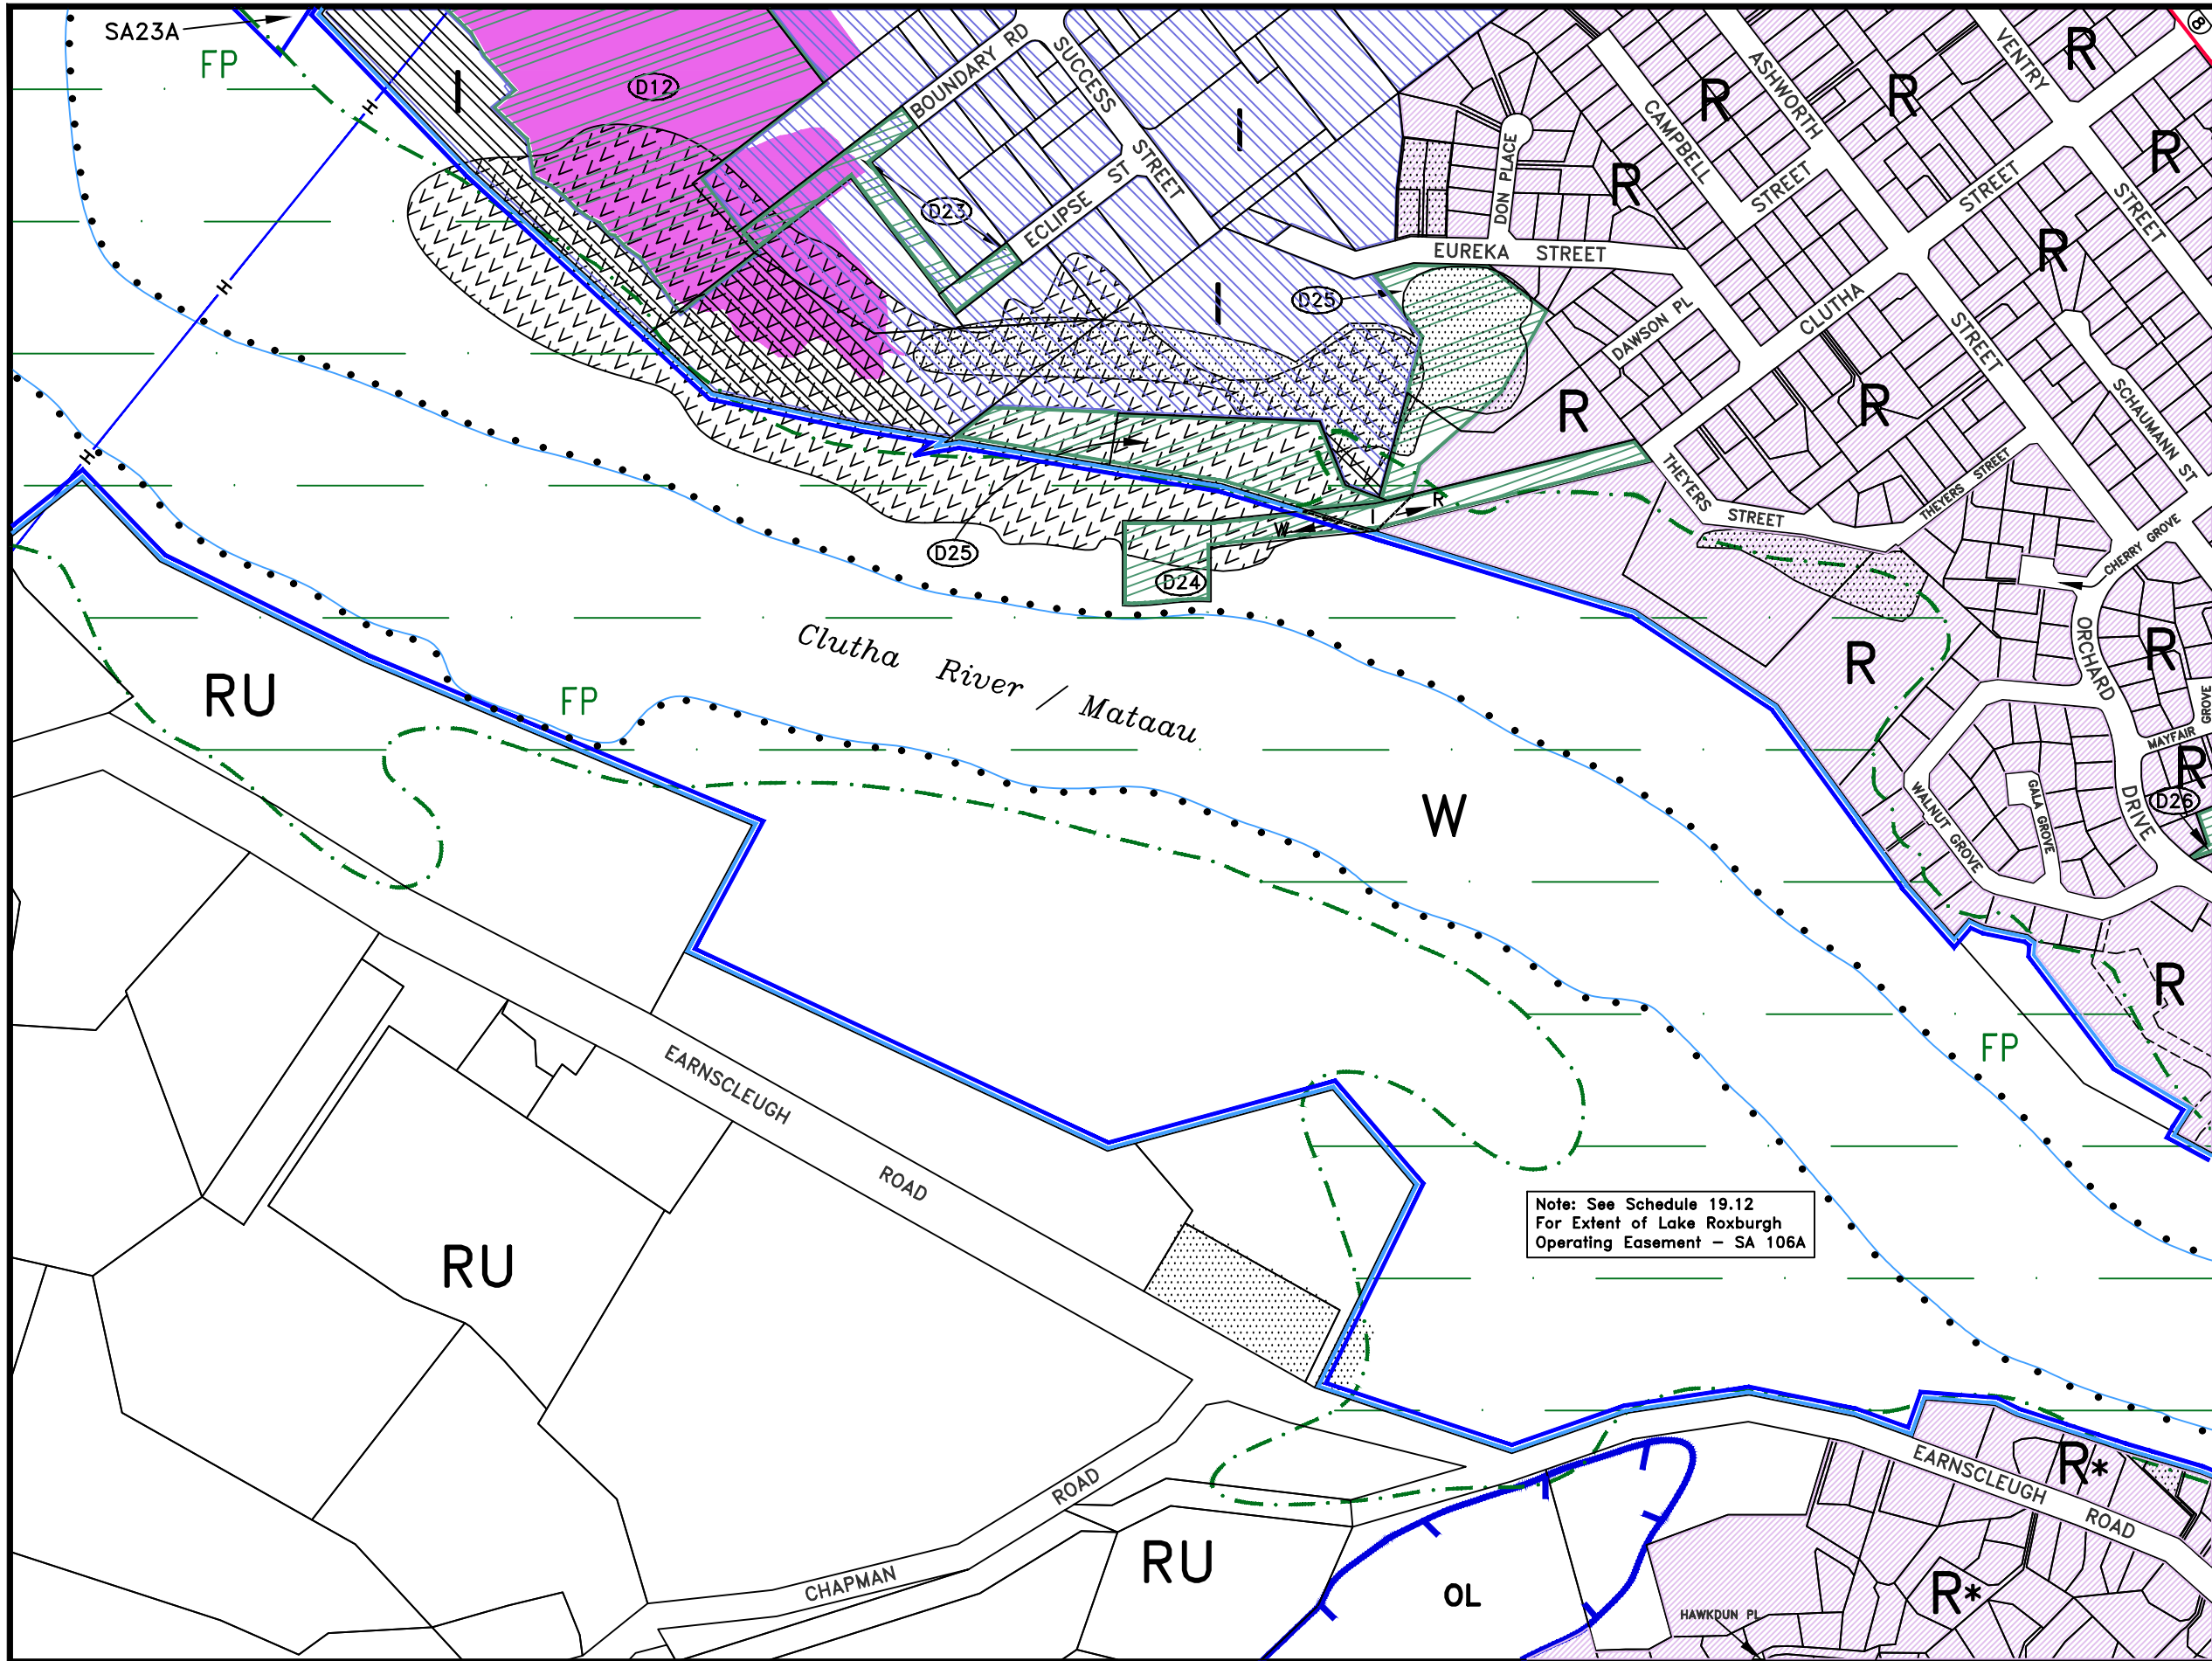 SA23A
FP
I
D12
BOUNDARY RD
SUCCESS
STREET
I
D23
ECLIPSE ST
I
D25
EUREKA STREET
DON PLACE
CAMPBELL
STREET
ASHWORTH
STREET
VENTRY
STREET
8
R
R
R
R
R
R
R
R
CLUTHA
STREET
DAWSON PL
SCHAUMANN ST
THEYERS
STREET
THEYERS STREET
CHERRY GROVE
H
H
H
D25
D24
W
I
R
RU
FP
Clutha River / Mataau
W
R
ORCHARD
DRIVE
R
GROVE
MAYFAIR
R
D26
WALNUT GROVE
GALA GROVE
R
FP
EARNSCLEUGH
ROAD
RU
Note: See Schedule 19.12
For Extent of Lake Roxburgh
Operating Easement – SA 106A
EARNSCLEUGH
ROAD
R*
R*
HAWKDUN PL
CHAPMAN
ROAD
RU
OL